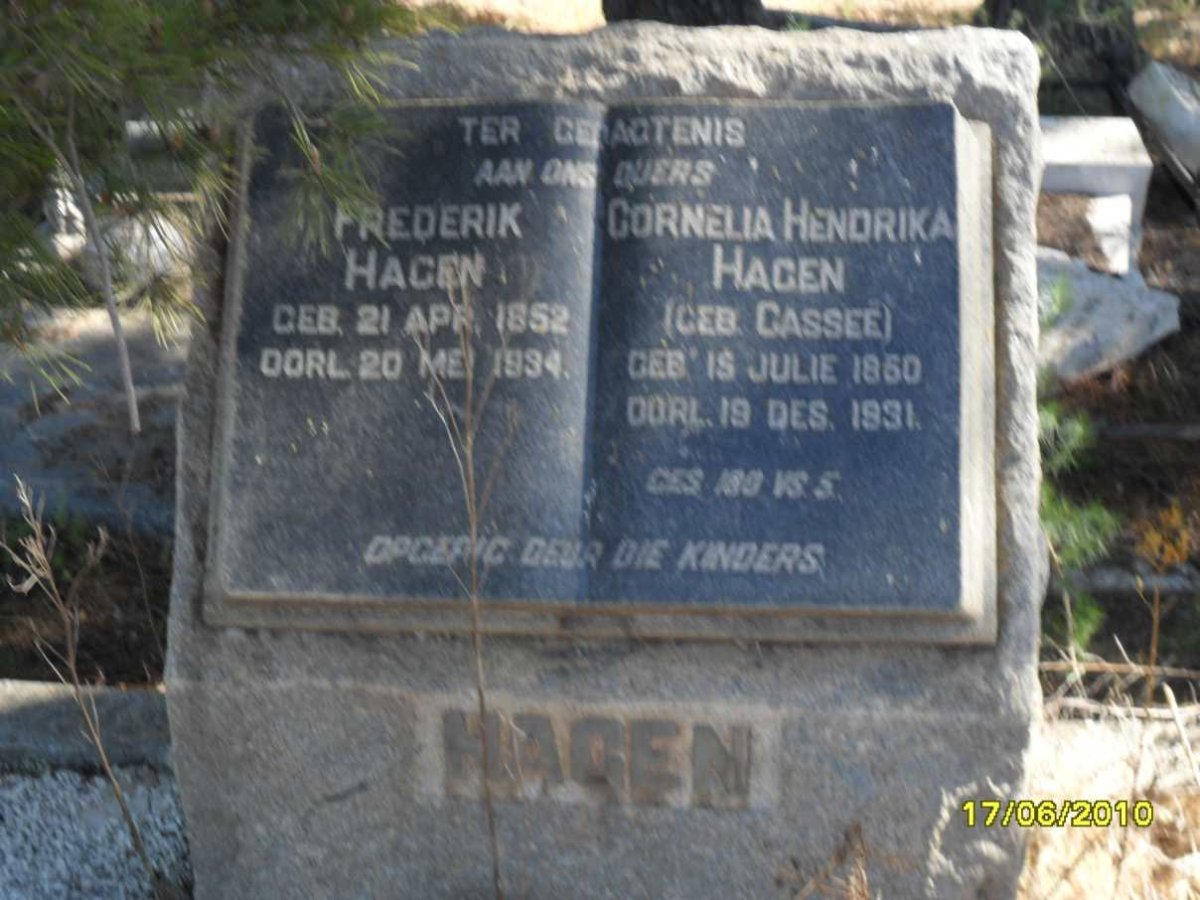 TER GEDAGTENIS
AAN ONS OUERS
FREDERIK
HAGEN
GEB. 21 APR. 1852
OORL. 20 MEI 1934.
CORNELIA HENDRIKA
HAGEN
(GEB. GASSEÉ)
GEB. 15 JULIE 1860
OORL. 19 DES. 1931.
GES. 180 VS 5.
OPGERIG DEUR DIE KINDERS.
HAGEN
17/06/2010